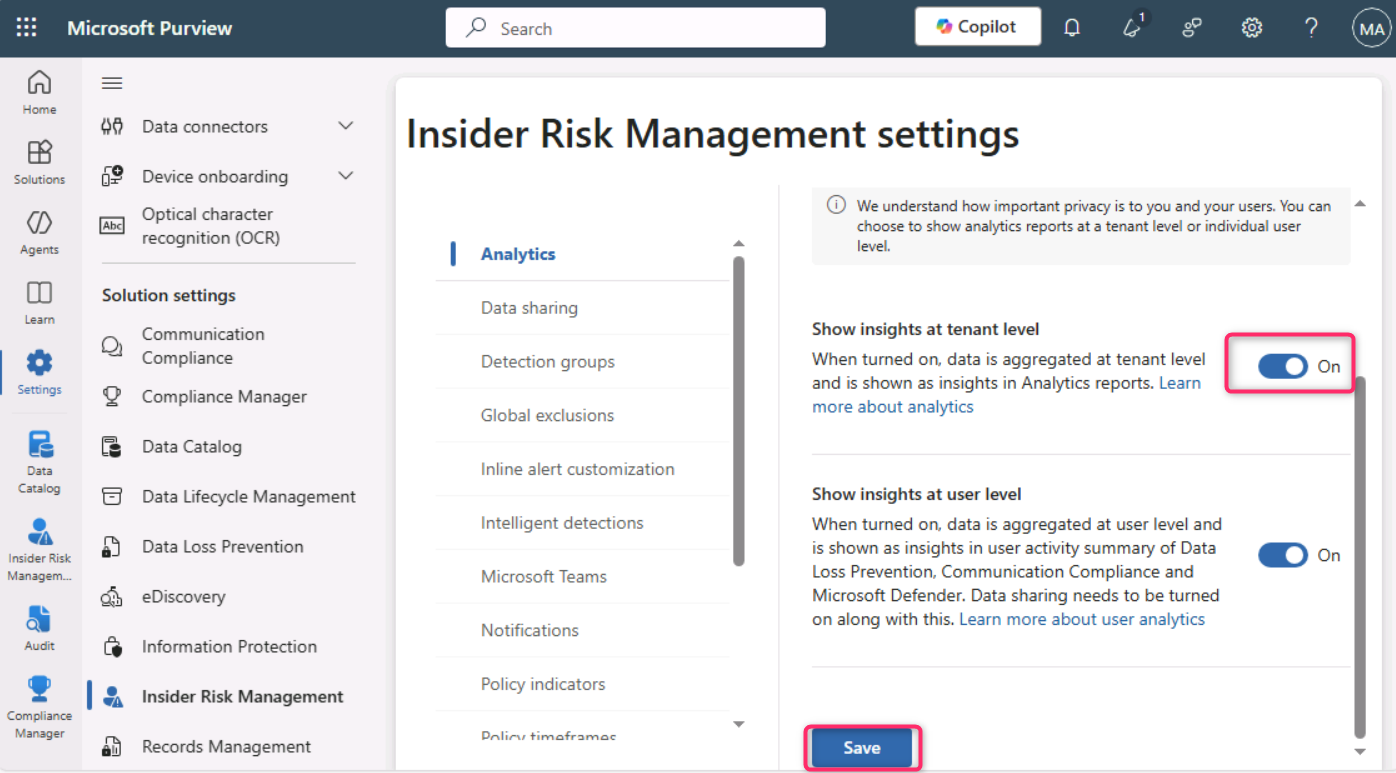 Microsoft Purview
Search
Copilot
1
MA
Home
Solutions
Agents
Learn
Settings
Data
Catalog
Insider Risk
Managem...
Audit
Compliance
Manager
Data connectors
Device onboarding
Abc
Optical character
recognition (OCR)
Solution settings
Communication
Compliance
Compliance Manager
Data Catalog
Data Lifecycle Management
Data Loss Prevention
eDiscovery
Information Protection
Insider Risk Management
Records Management
Insider Risk Management settings
Analytics
Data sharing
Detection groups
Global exclusions
Inline alert customization
Intelligent detections
Microsoft Teams
Notifications
Policy indicators
Policy timeframes
We understand how important privacy is to you and your users. You can
choose to show analytics reports at a tenant level or individual user
level.
Show insights at tenant level
When turned on, data is aggregated at tenant level
and is shown as insights in Analytics reports. Learn
more about analytics
On
Show insights at user level
When turned on, data is aggregated at user level and
is shown as insights in user activity summary of Data
Loss Prevention, Communication Compliance and
Microsoft Defender. Data sharing needs to be turned
on along with this. Learn more about user analytics
On
Save